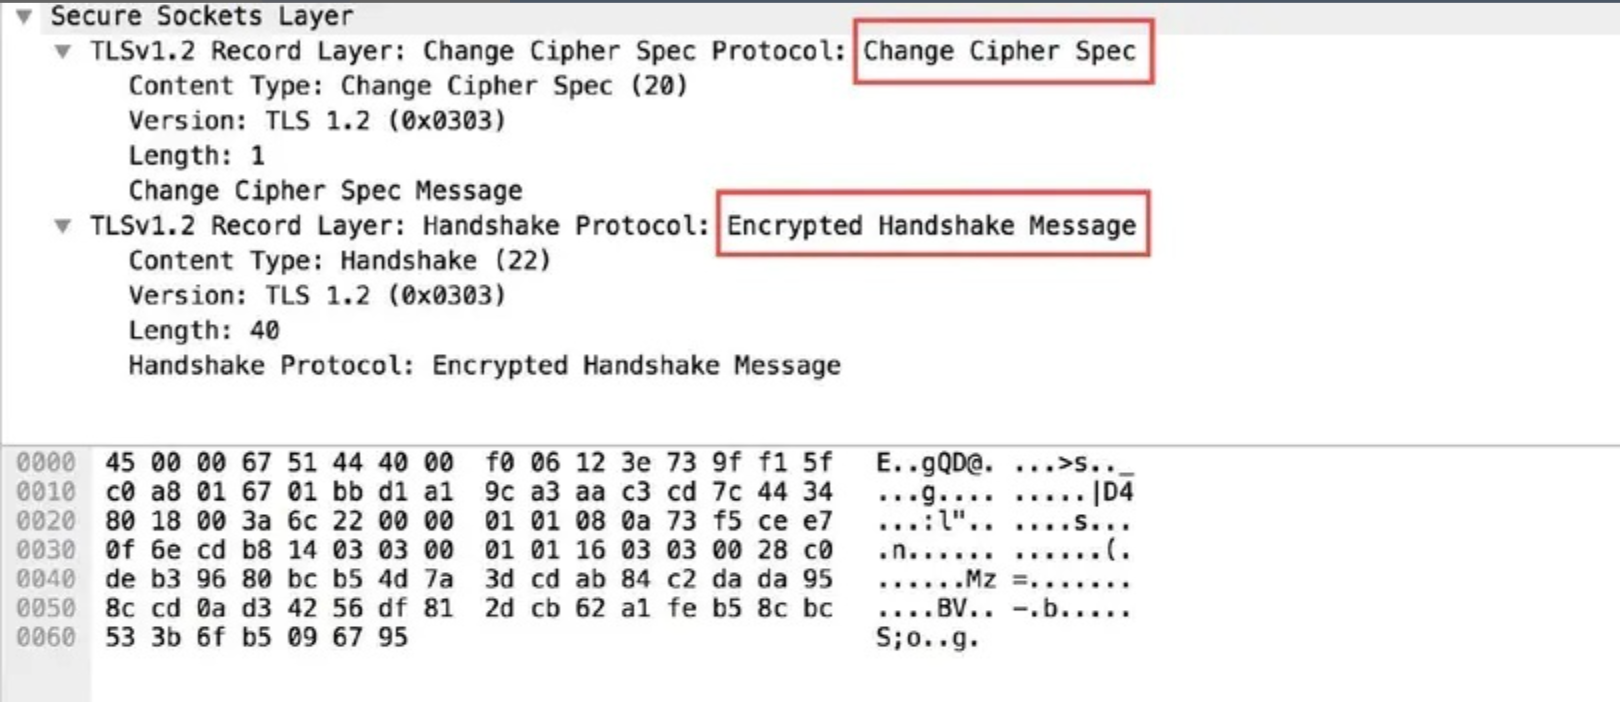 Secure Sockets Layer
TLSv1.2 Record Layer: Change Cipher Spec Protocol: Change Cipher Spec
Content Type: Change Cipher Spec (20)
Version: TLS 1.2 (0x0303)
Length: 1
Change Cipher Spec Message
TLSv1.2 Record Layer: Handshake Protocol: Encrypted Handshake Message
Content Type: Handshake (22)
Version: TLS 1.2 (0x0303)
Length: 40
Handshake Protocol: Encrypted Handshake Message
0000 45 00 00 67 51 44 40 00 f0 06 12 3e 73 9f f1 5f E..gQD@. ...>s.._
0010 c0 a8 01 67 01 bb d1 a1 9c a3 aa c3 cd 7c 44 34 ...g.... .....|D4
0020 80 18 00 3a 6c 22 00 00 01 01 08 0a 73 f5 ce e7 ...:l".. ....s...
0030 0f 6e cd b8 14 03 03 00 01 01 16 03 03 00 28 c0 .n...... ......(.
0040 de b3 96 80 bc b5 4d 7a 3d cd ab 84 c2 da da 95 ......Mz =.......
0050 8c cd 0a d3 42 56 df 81 2d cb 62 a1 fe b5 8c bc ....BV.. -.b.....
0060 53 3b 6f b5 09 67 95 S;o..g.